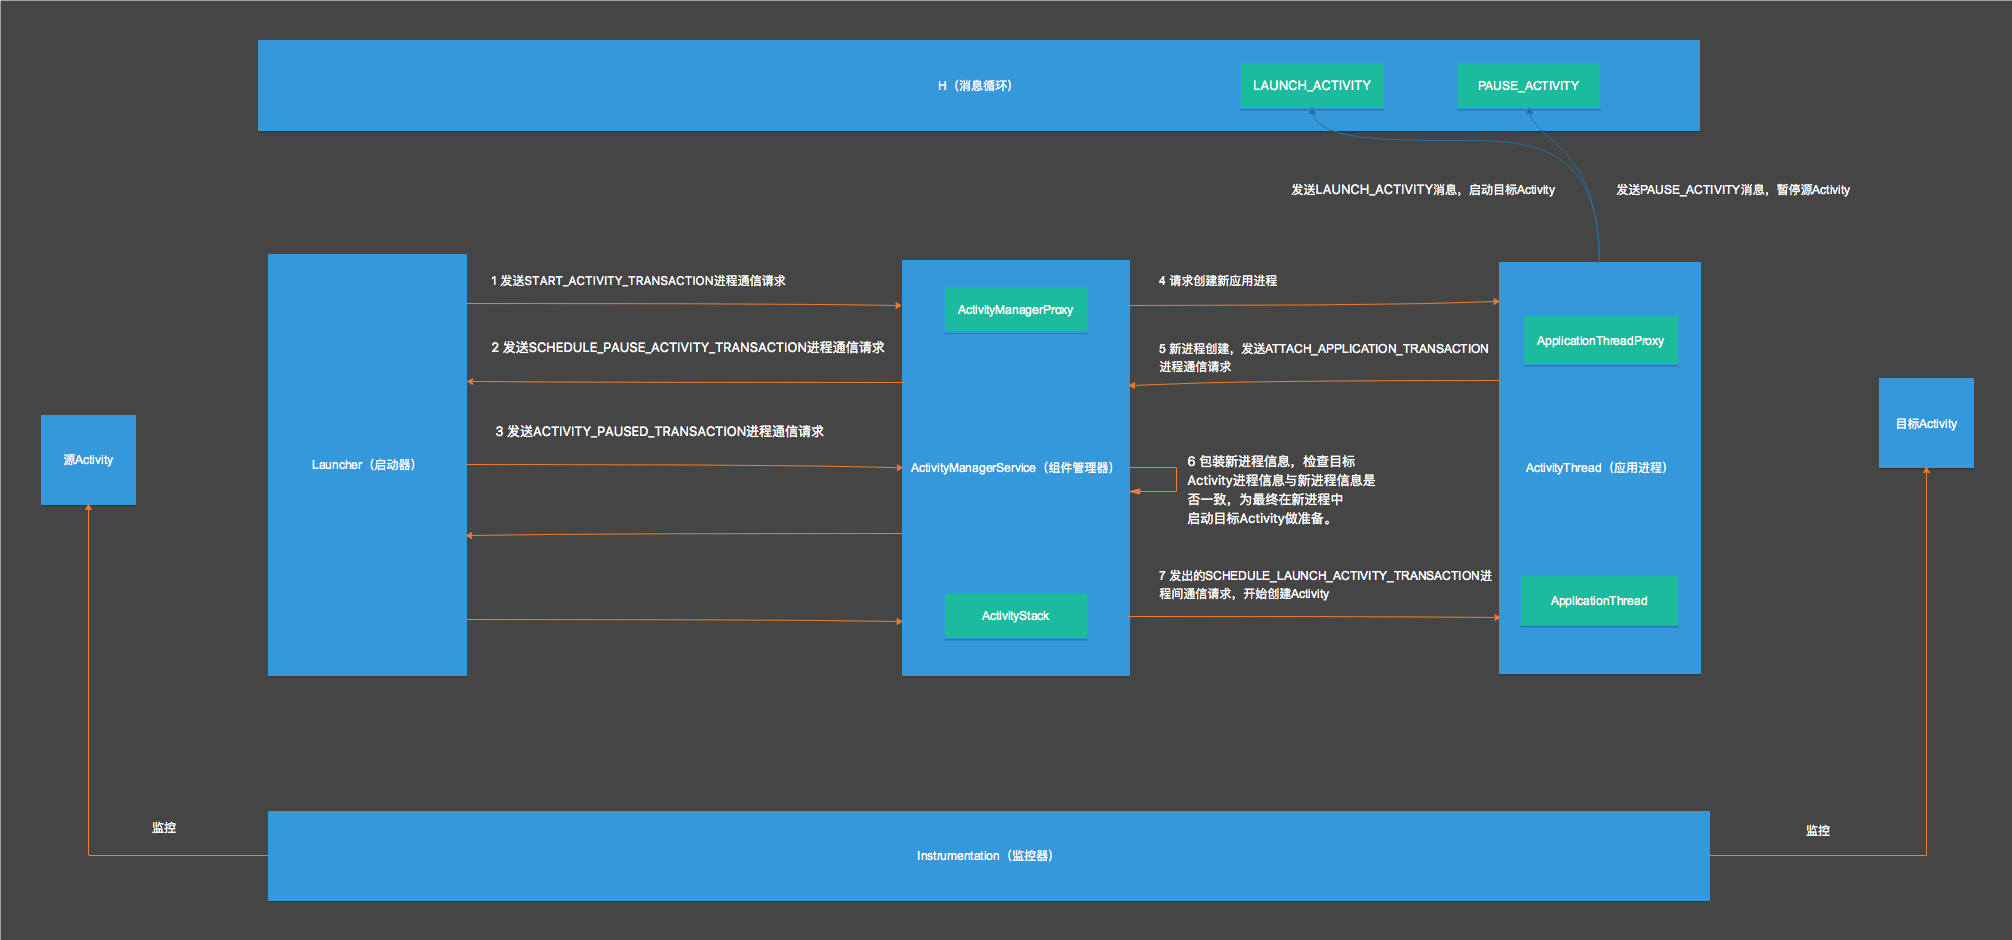 H（消息循环）
LAUNCH_ACTIVITY
PAUSE_ACTIVITY
发送LAUNCH_ACTIVITY消息，启动目标Activity
发送PAUSE_ACTIVITY消息，暂停源Activity
1 发送START_ACTIVITY_TRANSACTION进程通信请求
ActivityManagerProxy
4 请求创建新应用进程
2 发送SCHEDULE_PAUSE_ACTIVITY_TRANSACTION进程通信请求
5 新进程创建，发送ATTACH_APPLICATION_TRANSACTION
进程通信请求
ApplicationThreadProxy
3 发送ACTIVITY_PAUSED_TRANSACTION进程通信请求
源Activity
Launcher（启动器）
ActivityManagerService（组件管理器）
6 包装新进程信息，检查目标
Activity进程信息与新进程信息是
否一致，为最终在新进程中
启动目标Activity做准备。
ActivityThread（应用进程）
目标Activity
7 发出的SCHEDULE_LAUNCH_ACTIVITY_TRANSACTION进
程间通信请求，开始创建Activity
ActivityStack
ApplicationThread
监控
Instrumentation（监控器）
监控